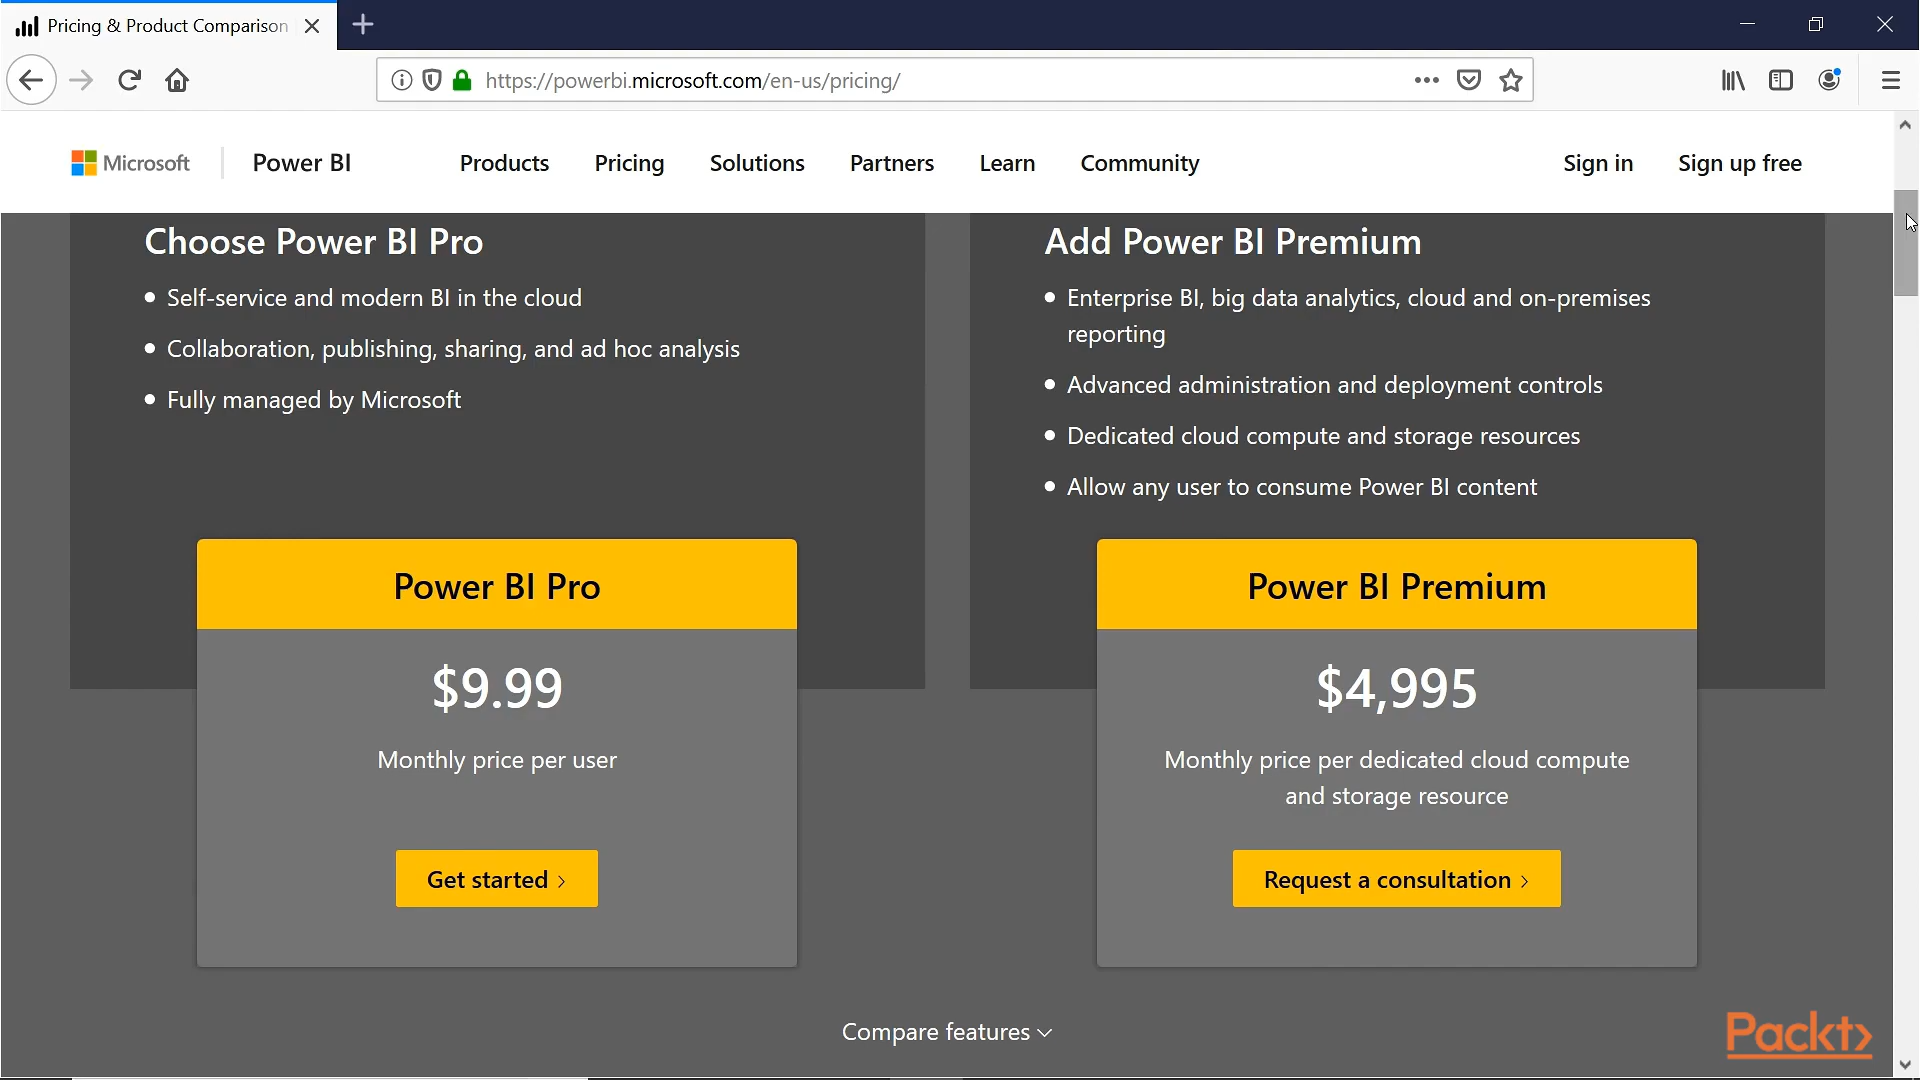 Pricing & Product Comparison
https://powerbi.microsoft.com/en-us/pricing/
Microsoft Power BI Products Pricing Solutions Partners Learn Community Sign in Sign up free
Choose Power BI Pro
• Self-service and modern BI in the cloud
• Collaboration, publishing, sharing, and ad hoc analysis
• Fully managed by Microsoft
Add Power BI Premium
• Enterprise BI, big data analytics, cloud and on-premises
reporting
• Advanced administration and deployment controls
• Dedicated cloud compute and storage resources
• Allow any user to consume Power BI content
Power BI Pro
$9.99
Monthly price per user
Get started >
Power BI Premium
$4,995
Monthly price per dedicated cloud compute
and storage resource
Request a consultation >
Compare features
Packt>